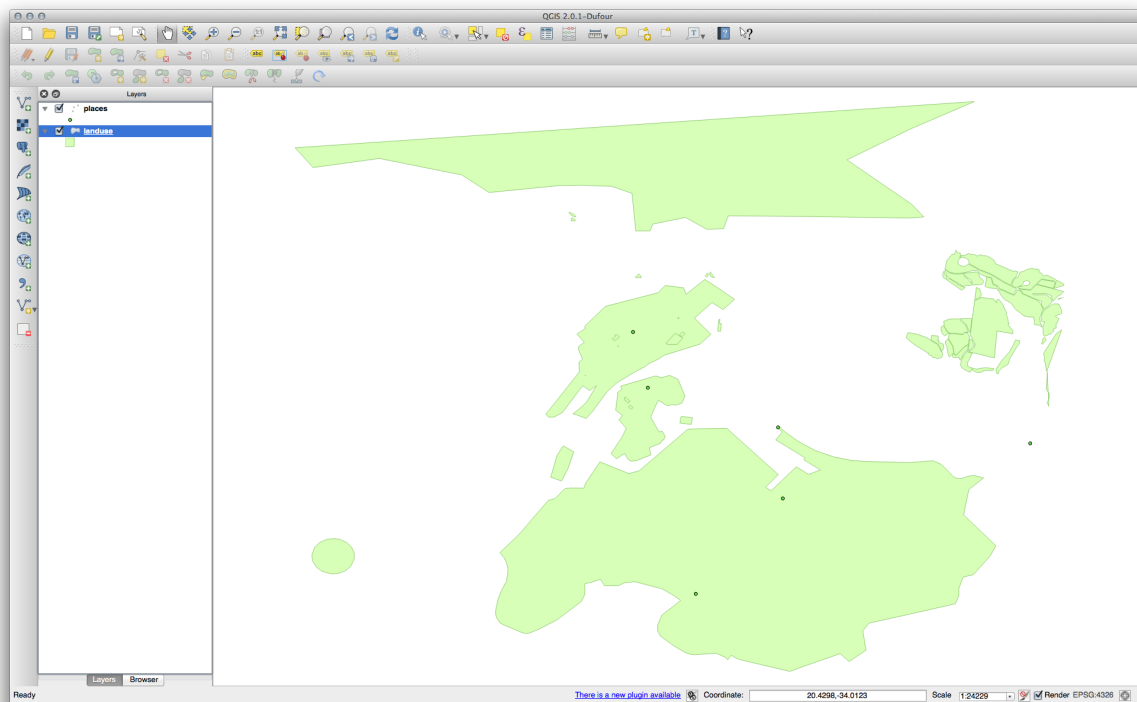 QGIS 2.0.1-Dufour
abc
Layers
places
landuse
Layers Browser
Ready
There is a new plugin available
Coordinate:
20.4298,-34.0123
Scale
1:24229
Render
EPSG:4326